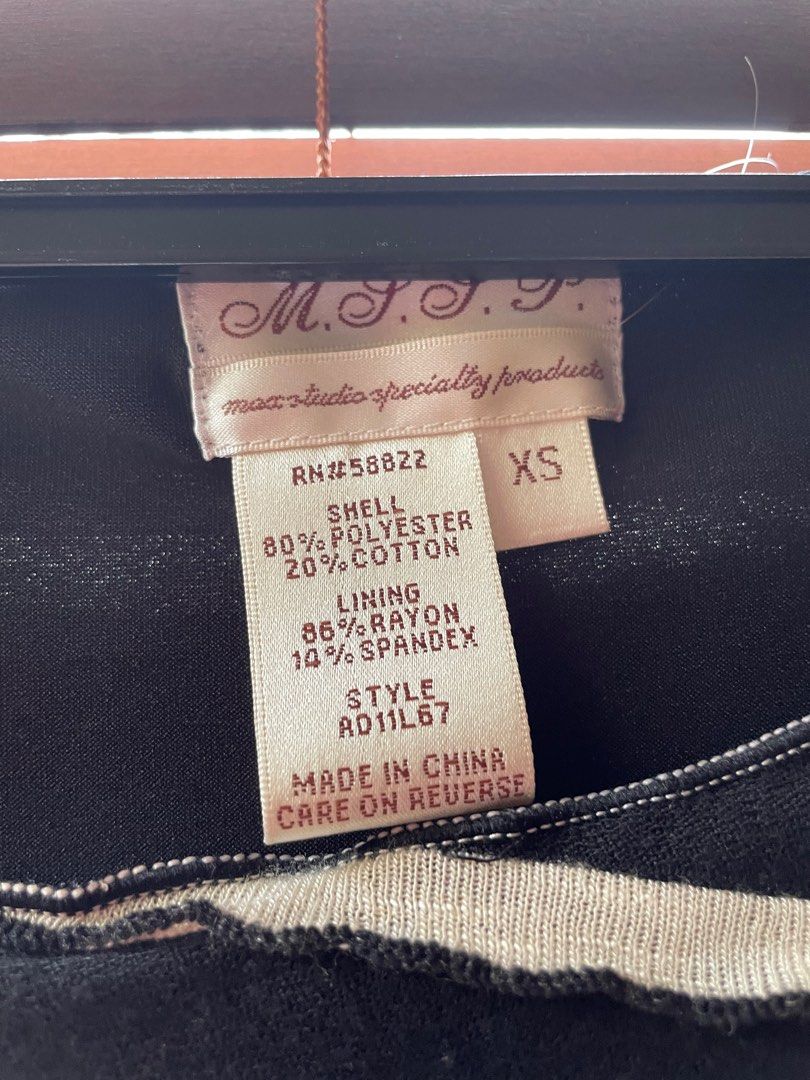 M.S.S.P.
max studio specialty products
RN#58822
XS
SHELL
80% POLYESTER
20% COTTON
LINING
86% RAYON
14% SPANDEX
STYLE
AD11L67
MADE IN CHINA
CARE ON REVERSE